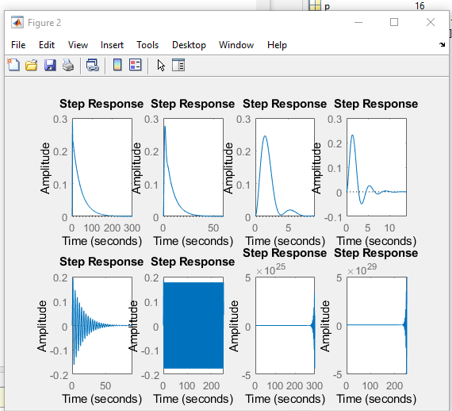 p 16
Figure 2
File Edit View Insert Tools Desktop Window Help
Step Response Step Response Step Response Step Response
0.3 0.3 0.3 0.3
0.2 0.2 0.2 0.2
0.1 0.1 0.1 0.1
0
0 0 0 -0.1
0 100 200 300 0 50 0 5 0 5 10
Amplitude Amplitude Amplitude Amplitude
Time (seconds) Time (seconds) Time (seconds) Time (seconds)
Step Response Step Response Step Response Step Response
×10^25 ×10^29
0.2 0.2 5 5
0.1 0.1
0 0 0 0
-0.1 -0.1
-0.2 -0.2 -5 -5
0 50 0 100 200 0 100 200 300 0 100 200
Amplitude Amplitude Amplitude Amplitude
Time (seconds) Time (seconds) Time (seconds) Time (seconds)